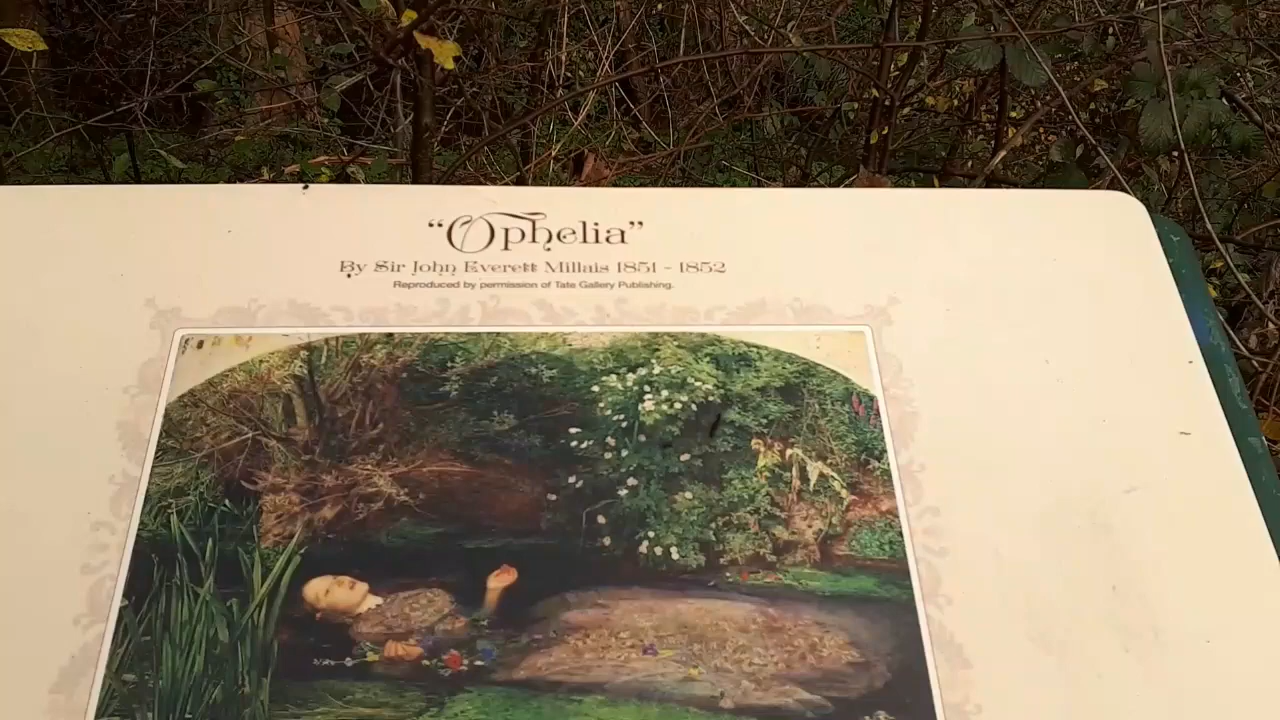 “Ophelia”
By Sir John Everett Millais 1851 - 1852
Reproduced by permission of Tate Gallery Publishing.